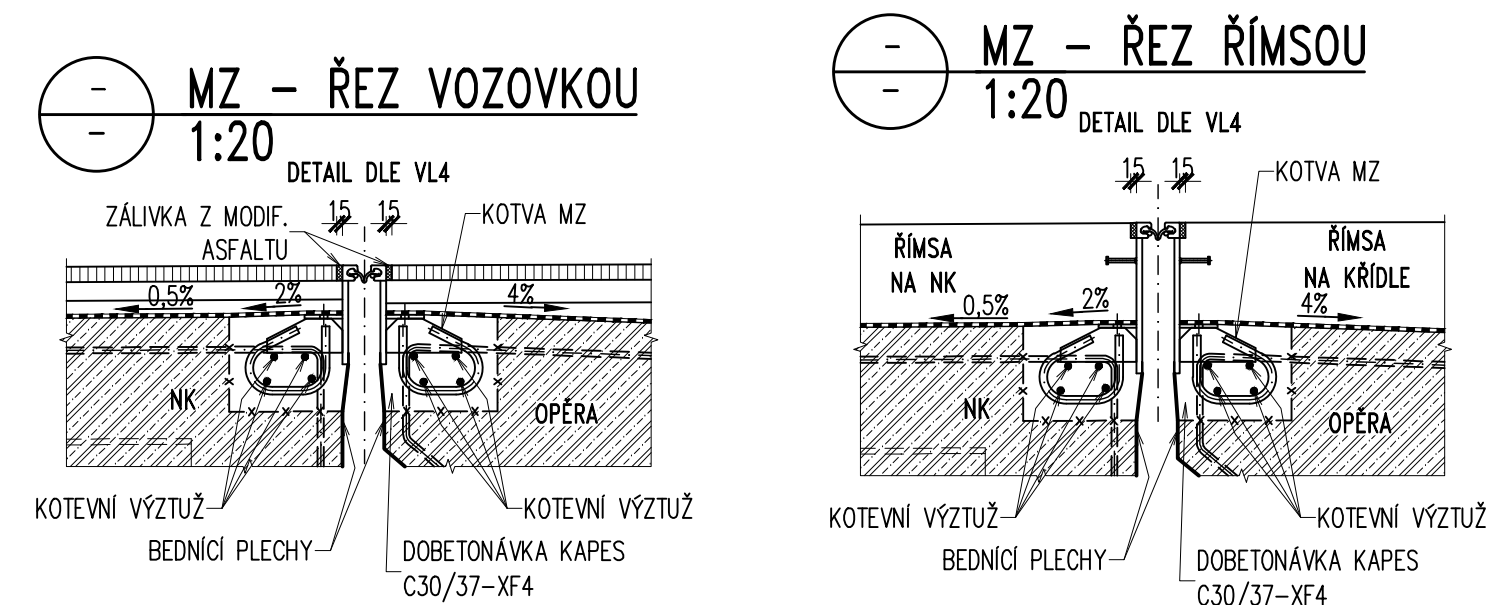 -
-
MZ - ŘEZ VOZOVKOU
1:20
DETAIL DLE VL4
15 15
ZÁLIVKA Z MODIF.
ASFALTU
KOTVA MZ
0,5%
2%
4%
NK
OPĚRA
KOTEVNÍ VÝZTUŽ
KOTEVNÍ VÝZTUŽ
BEDNÍCÍ PLECHY
DOBETONÁVKA KAPES
C30/37-XF4
-
-
MZ - ŘEZ ŘÍMSOU
1:20
DETAIL DLE VL4
15 15
KOTVA MZ
ŘÍMSA
NA NK
ŘÍMSA
NA KŘÍDLE
0,5%
2%
4%
NK
OPĚRA
KOTEVNÍ VÝZTUŽ
KOTEVNÍ VÝZTUŽ
BEDNÍCÍ PLECHY
DOBETONÁVKA KAPES
C30/37-XF4